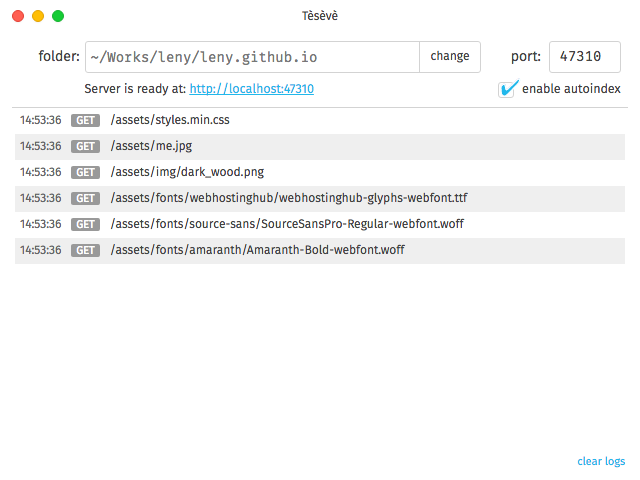 Tèsèvè
folder: ~/Works/leny/leny.github.io change port: 47310
Server is ready at: http://localhost:47310 enable autoindex
14:53:36 GET /assets/styles.min.css
14:53:36 GET /assets/me.jpg
14:53:36 GET /assets/img/dark_wood.png
14:53:36 GET /assets/fonts/webhostinghub/webhostinghub-glyphs-webfont.ttf
14:53:36 GET /assets/fonts/source-sans/SourceSansPro-Regular-webfont.woff
14:53:36 GET /assets/fonts/amaranth/Amaranth-Bold-webfont.woff
clear logs